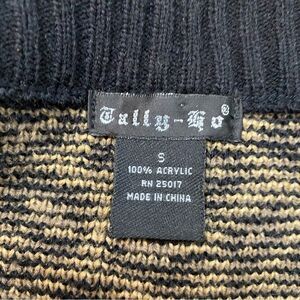 Tally-Ho®
S
100% ACRYLIC
RN 25017
MADE IN CHINA